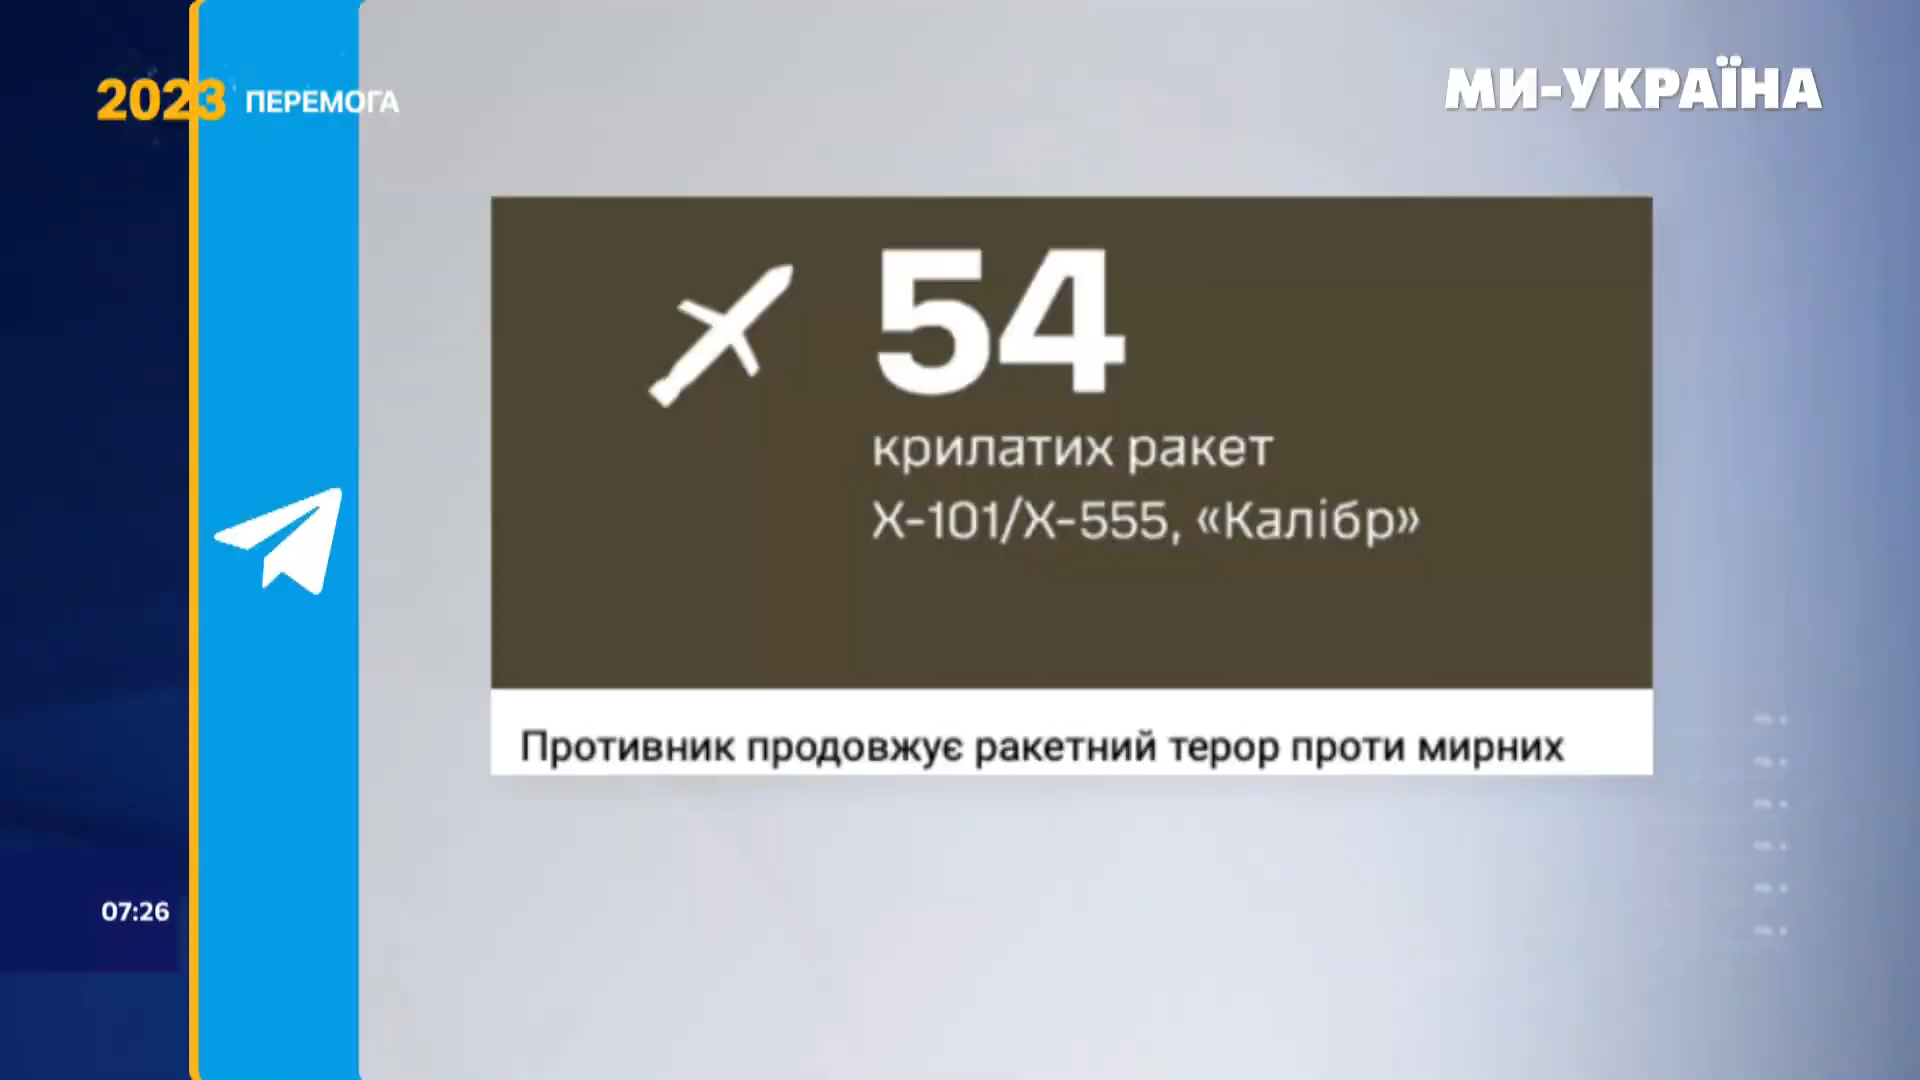 2023 ПЕРЕМОГА
МИ-УКРАЇНА
54
крилатих ракет
Х-101/Х-555, «Калібр»
Противник продовжує ракетний терор проти мирних
07:26